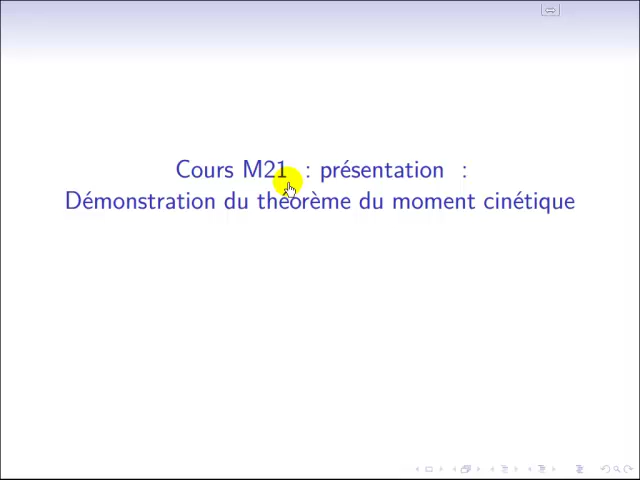 Cours M21 : présentation :
Démonstration du théorème du moment cinétique